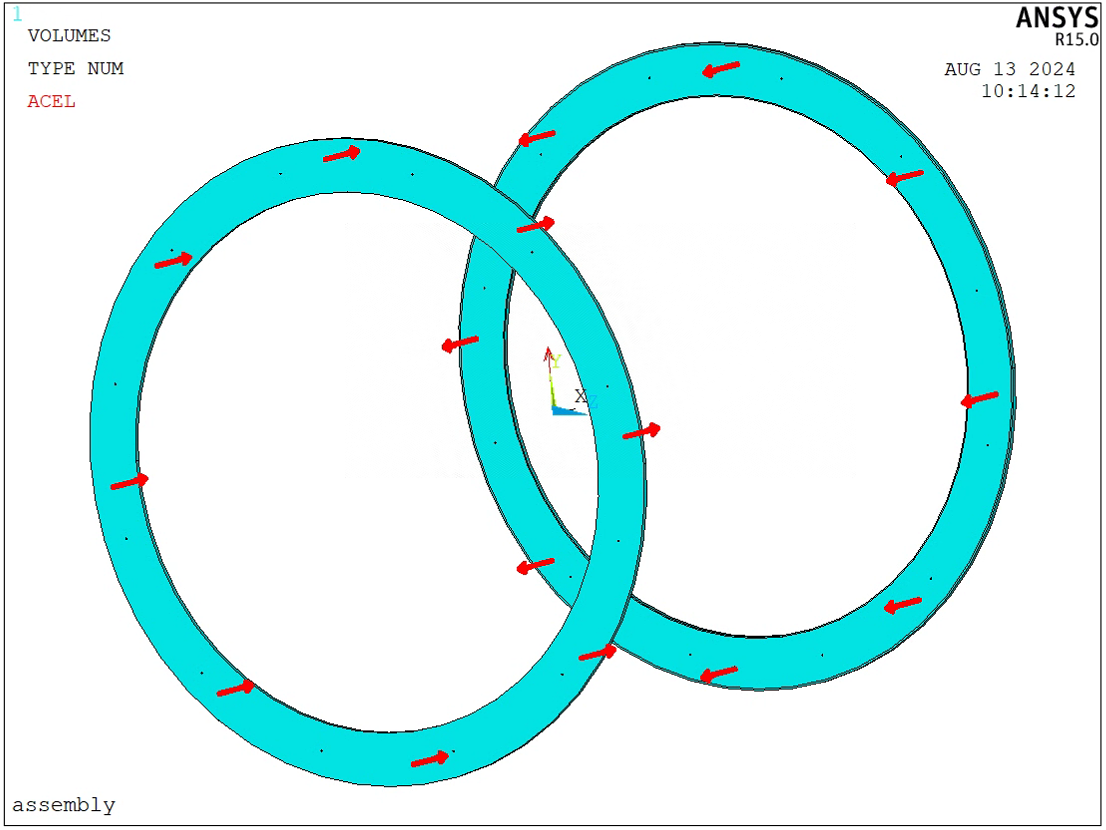 1
VOLUMES
TYPE NUM
ACEL
ANSYS
R15.0
AUG 13 2024
10:14:12
Y
X
Z
assembly